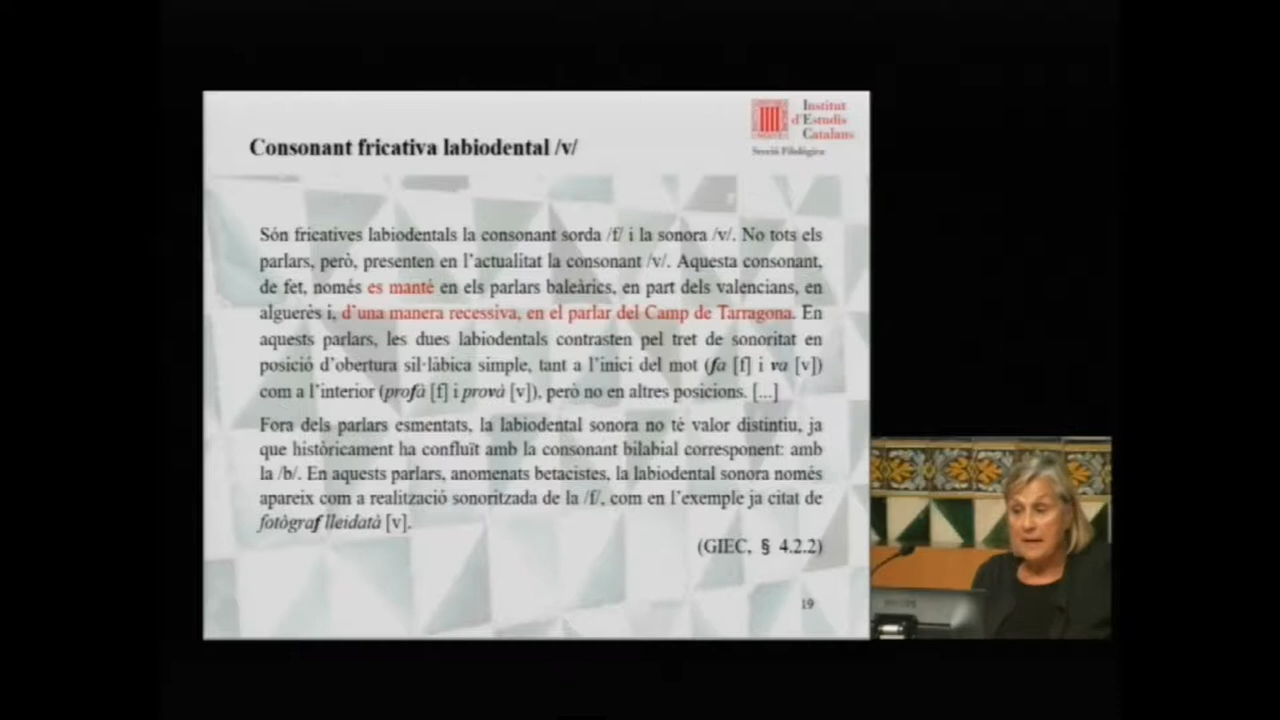 Institut
d'Estudis
Catalans
Secció Filològica
Consonant fricativa labiodental /v/
Són fricatives labiodentals la consonant sorda /f/ i la sonora /v/. No tots els
parlars, però, presenten en l'actualitat la consonant /v/. Aquesta consonant,
de fet, només es manté en els parlars baleàrics, en part dels valencians, en
alguerès i, d'una manera recessiva, en el parlar del Camp de Tarragona. En
aquests parlars, les dues labiodentals contrasten pel tret de sonoritat en
posició d'obertura sil·làbica simple, tant a l'inici del mot (fa [f] i va [v])
com a l'interior (profà [f] i provà [v]), però no en altres posicions. [...]
Fora dels parlars esmentats, la labiodental sonora no té valor distintiu, ja
que històricament ha confluït amb la consonant bilabial corresponent: amb
la /b/. En aquests parlars, anomenats betacistes, la labiodental sonora només
apareix com a realització sonoritzada de la /f/, com en l'exemple ja citat de
fotògraf lleidatà [v].
(GIEC, § 4.2.2)
19